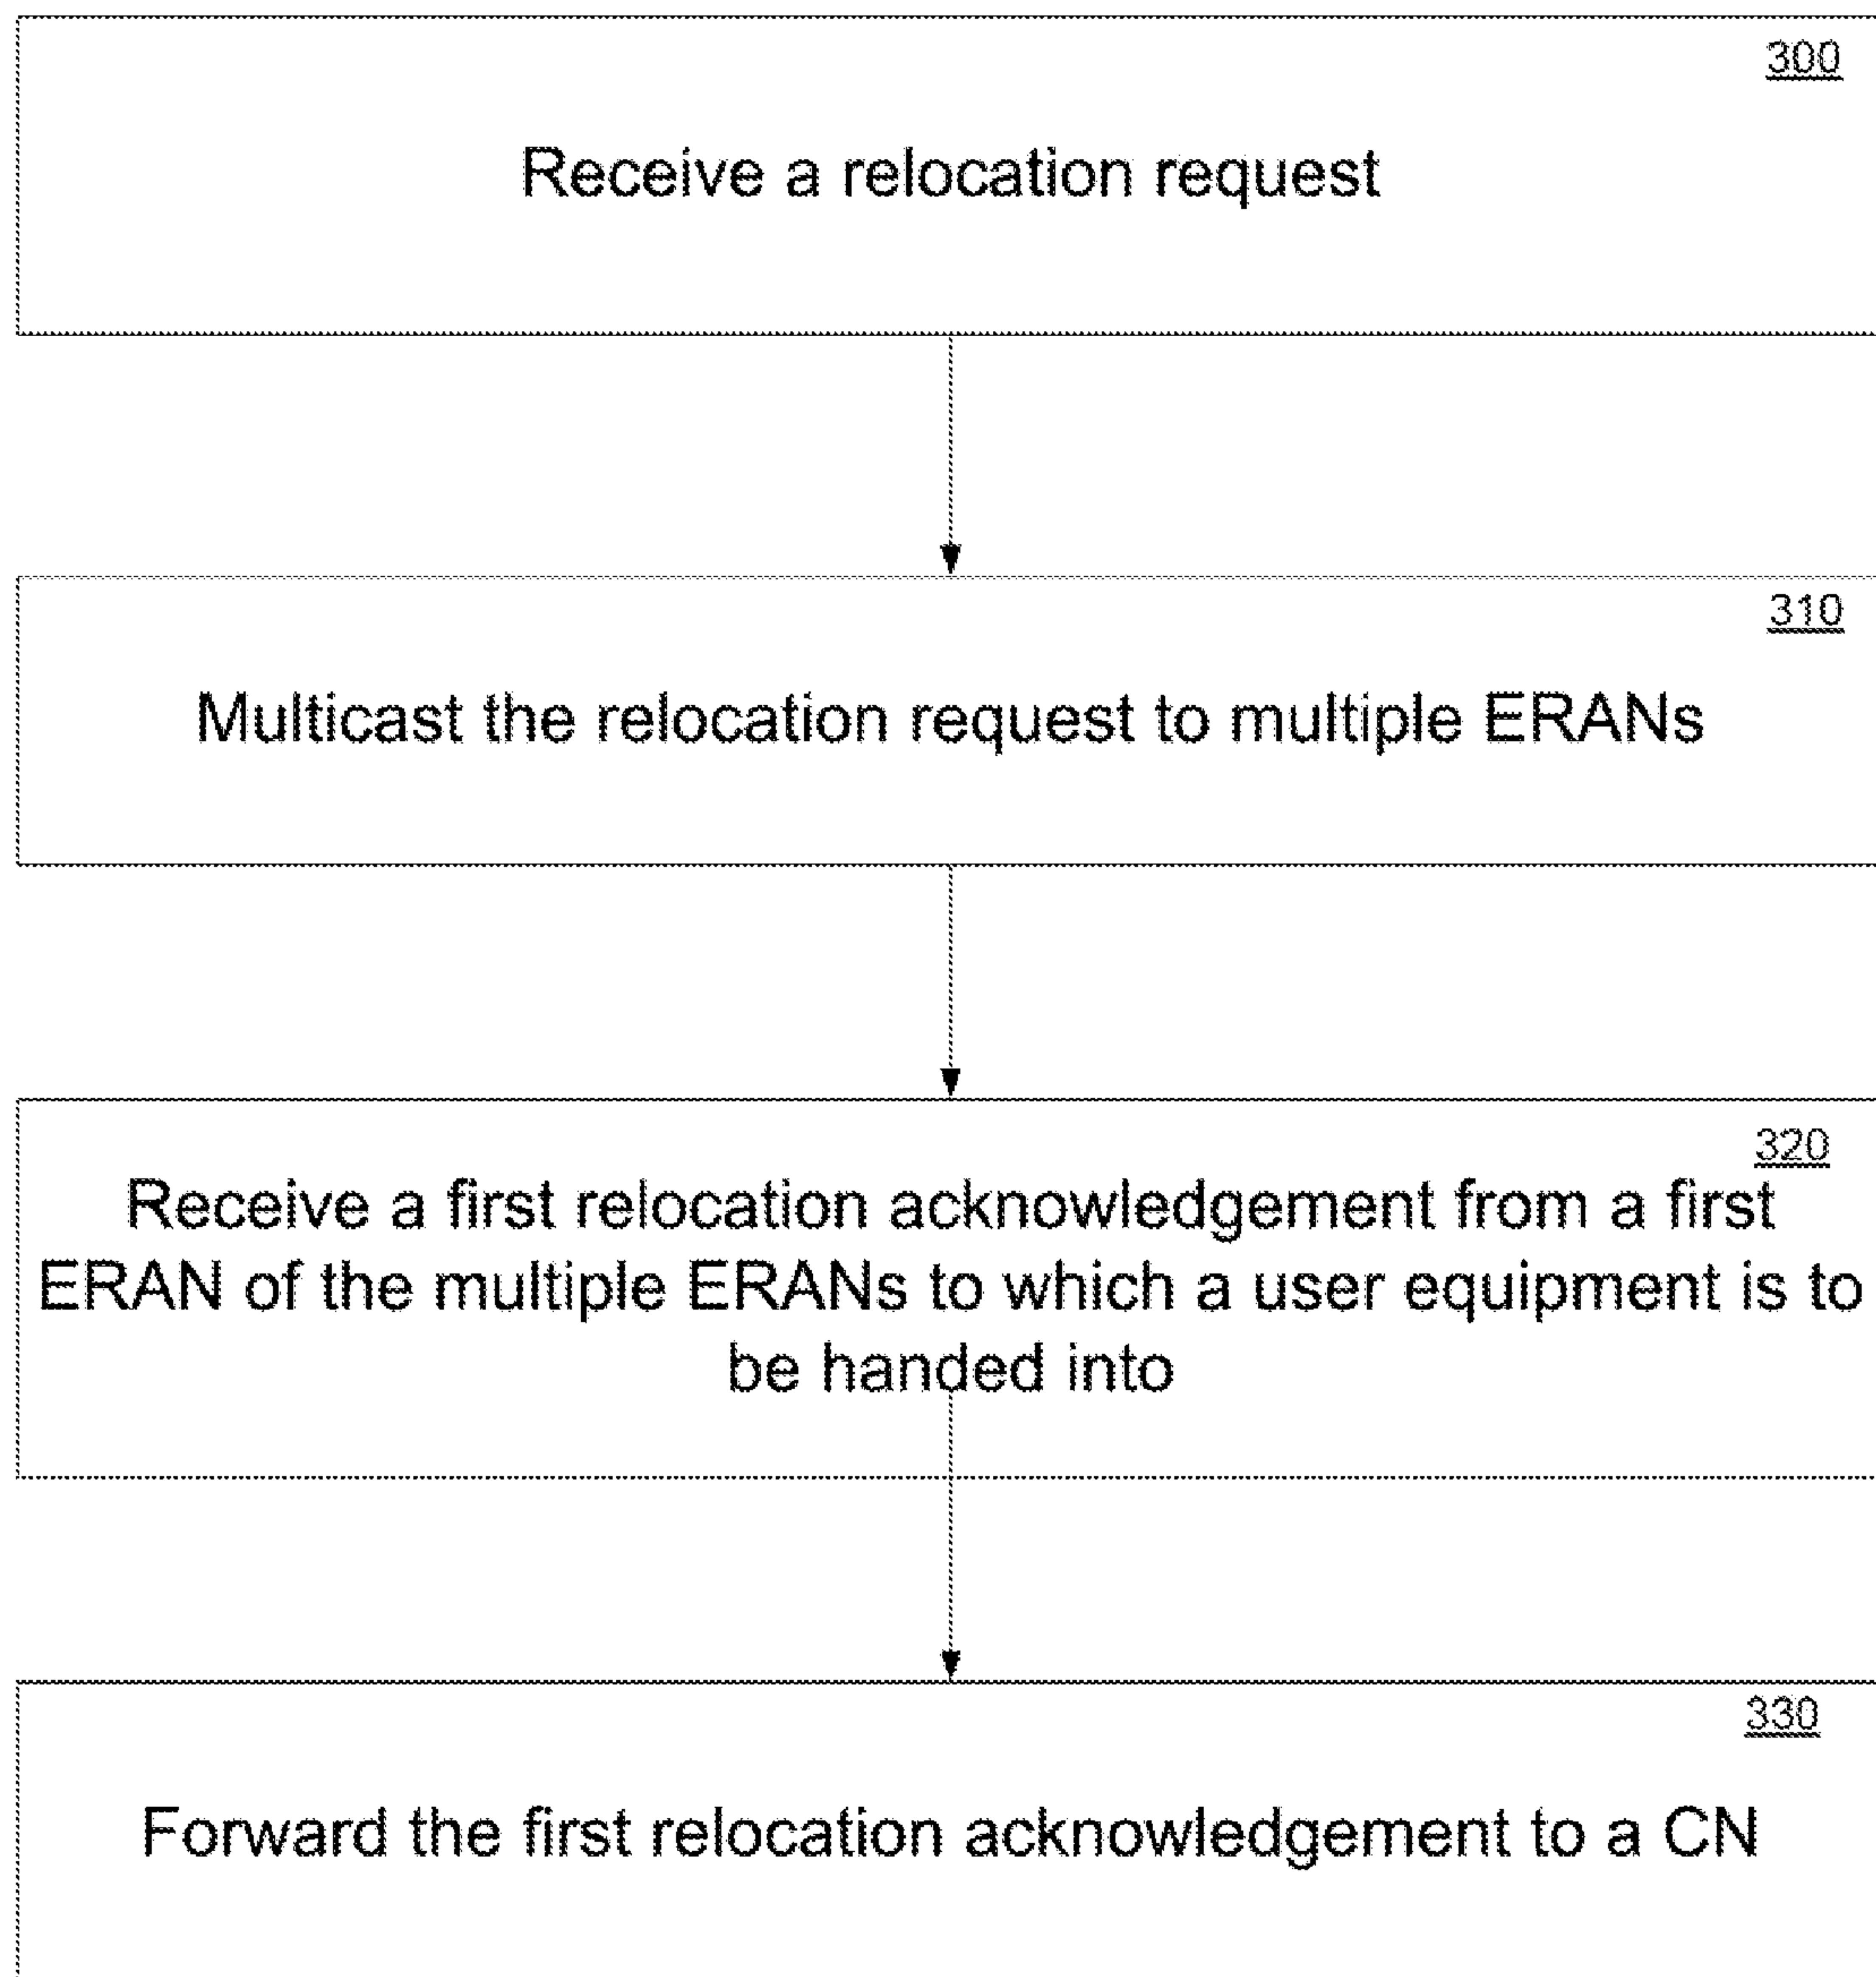 300
Receive a relocation request
310
Multicast the relocation request to multiple ERANs
320
Receive a first relocation acknowledgement from a first
ERAN of the multiple ERANs to which a user equipment is to
be handed into
330
Forward the first relocation acknowledgement to a CN